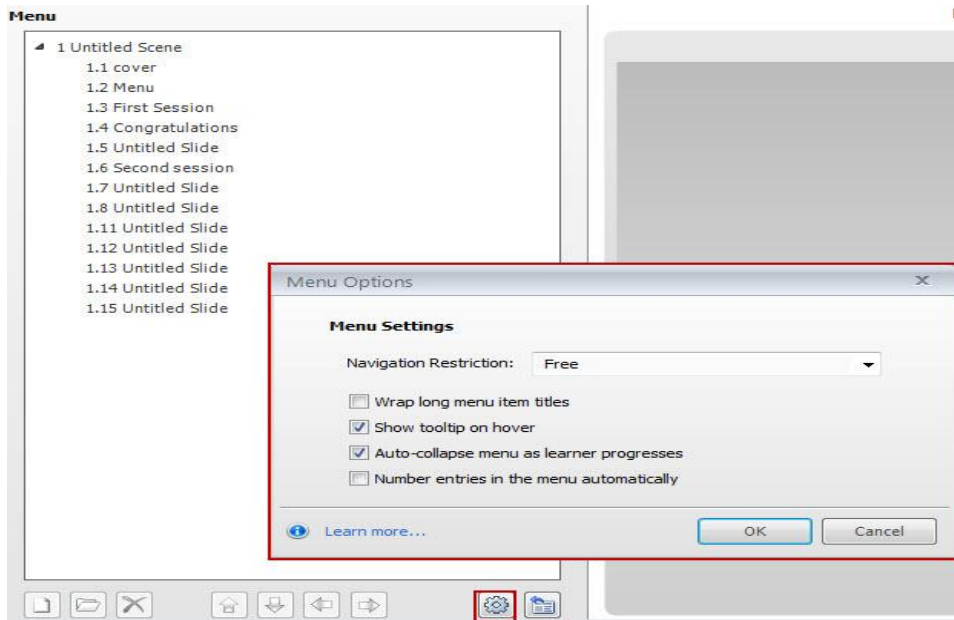 Menu
1 Untitled Scene
1.1 cover
1.2 Menu
1.3 First Session
1.4 Congratulations
1.5 Untitled Slide
1.6 Second session
1.7 Untitled Slide
1.8 Untitled Slide
1.11 Untitled Slide
1.12 Untitled Slide
1.13 Untitled Slide
1.14 Untitled Slide
1.15 Untitled Slide
Menu Options
Menu Settings
Navigation Restriction: Free
Wrap long menu item titles
Show tooltip on hover
Auto-collapse menu as learner progresses
Number entries in the menu automatically
Learn more... OK Cancel